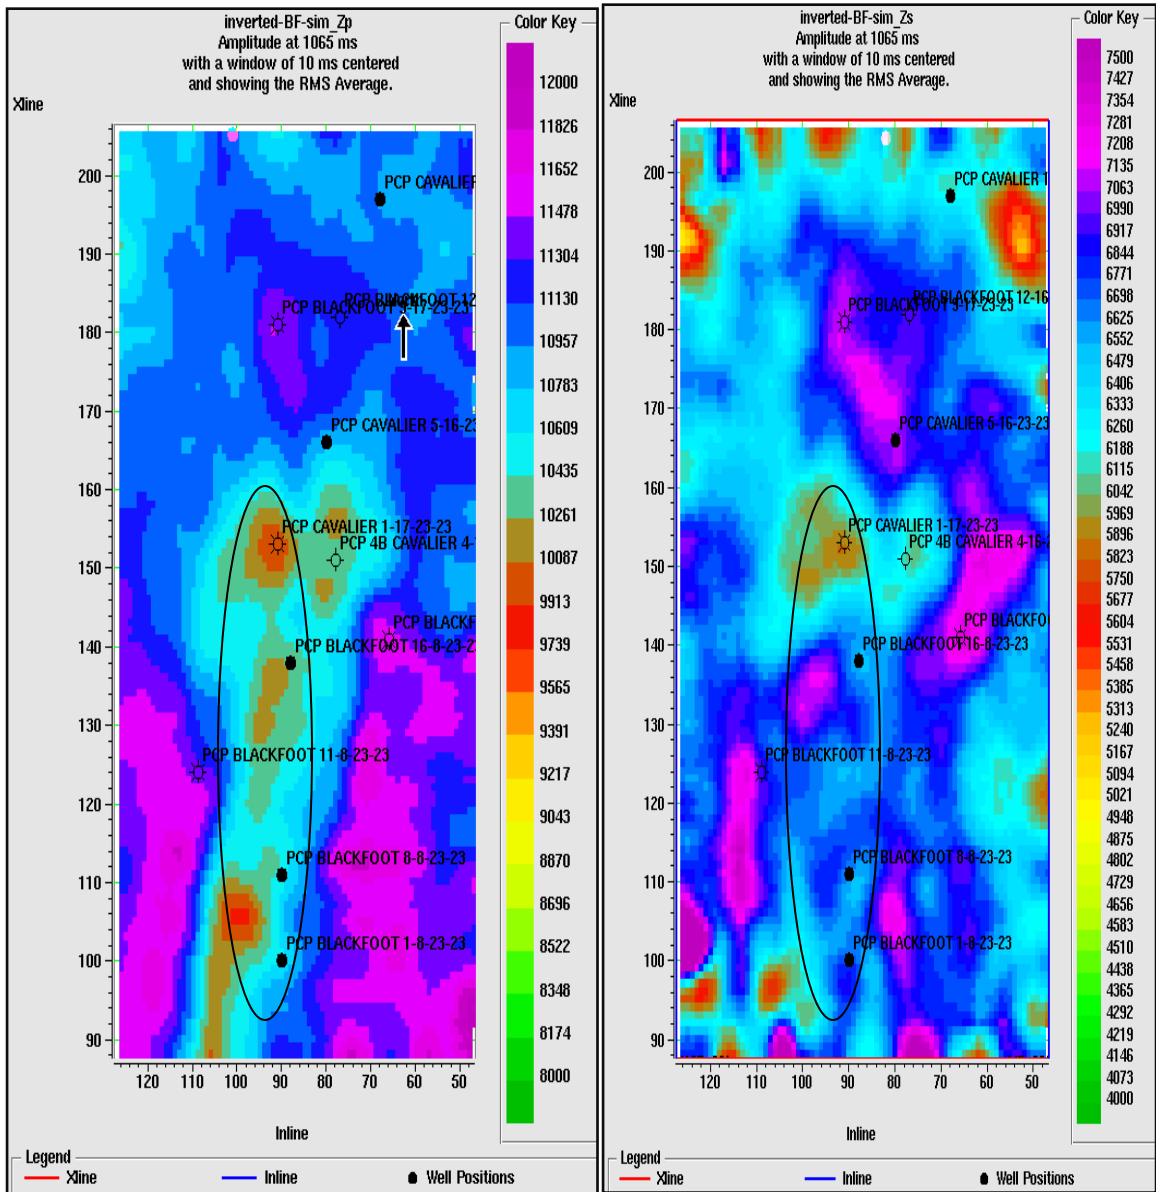 inverted-BF-sim_Zp
Amplitude at 1065 ms
with a window of 10 ms centered
and showing the RMS Average.
Xline
200
190
180
170
160
150
140
130
120
110
100
90
PCP CAVALIER
PCP BLACKFOOT 12
PCP BLACKFOOT 9-17-23-23
PCP CAVALIER 5-16-23
PCP CAVALIER 1-17-23-23
PCP 4B CAVALIER 4-
PCP BLACKF
PCP BLACKFOOT 16-8-23-2
PCP BLACKFOOT 11-8-23-23
PCP BLACKFOOT 8-8-23-23
PCP BLACKFOOT 1-8-23-23
120 110 100 90 80 70 60 50
Inline
Color Key
12000
11826
11652
11478
11304
11130
10957
10783
10609
10435
10261
10087
9913
9739
9565
9391
9217
9043
8870
8696
8522
8348
8174
8000
Legend
Xline Inline Well Positions
inverted-BF-sim_Zs
Amplitude at 1065 ms
with a window of 10 ms centered
and showing the RMS Average.
Xline
200
190
180
170
160
150
140
130
120
110
100
90
PCP CAVALIER 1
PCP BLACKFOOT 12-16
PCP BLACKFOOT 9-17-23-23
PCP CAVALIER 5-16-23-23
PCP CAVALIER 1-17-23-23
PCP 4B CAVALIER 4-16-2
PCP BLACKFO
PCP BLACKFOOT 16-8-23-23
PCP BLACKFOOT 11-8-23-23
PCP BLACKFOOT 8-8-23-23
PCP BLACKFOOT 1-8-23-23
120 110 100 90 80 70 60 50
Inline
Color Key
7500
7427
7354
7281
7208
7135
7063
6990
6917
6844
6771
6698
6625
6552
6479
6406
6333
6260
6188
6115
6042
5969
5896
5823
5750
5677
5604
5531
5458
5385
5313
5240
5167
5094
5021
4948
4875
4802
4729
4656
4583
4510
4438
4365
4292
4219
4146
4073
4000
Legend
Xline Inline Well Positions